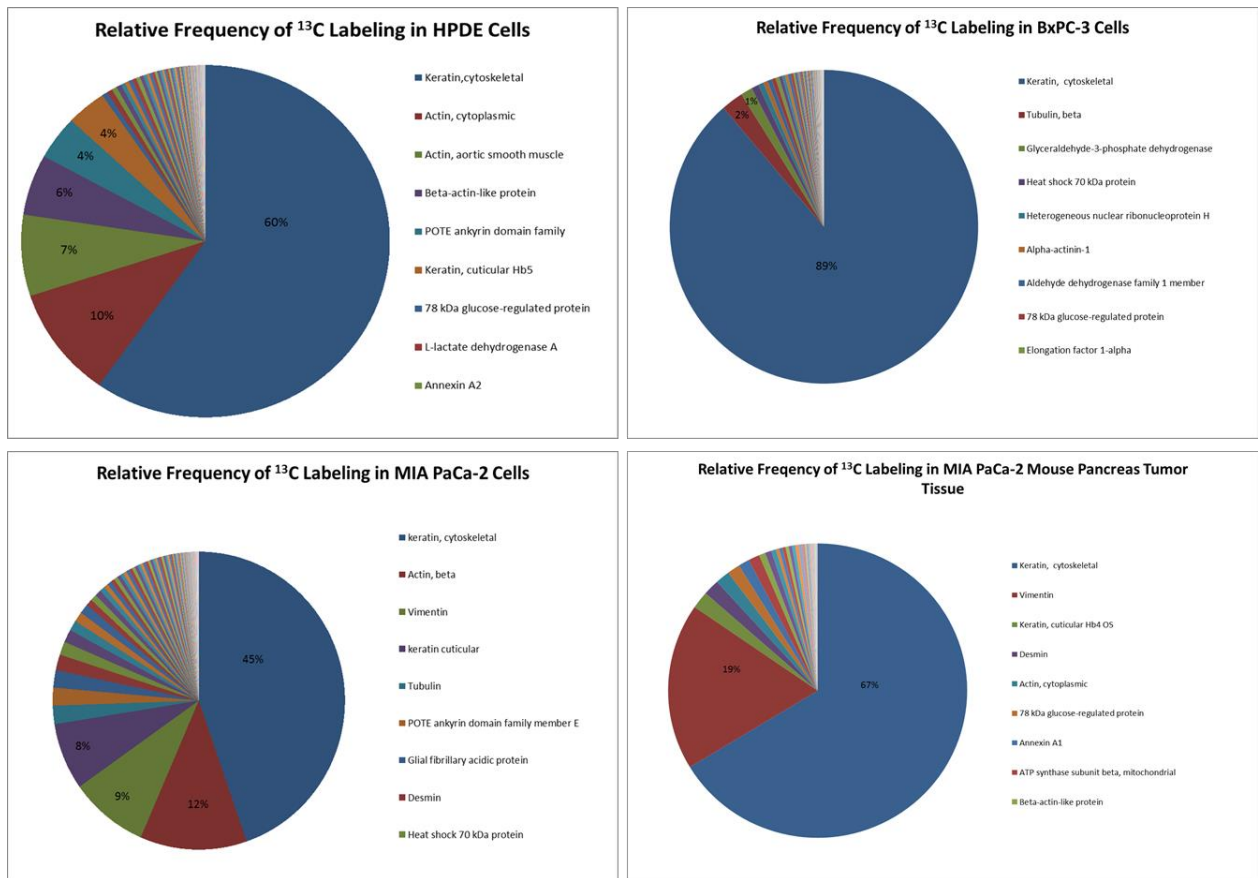 Relative Frequency of ¹³C Labeling in HPDE Cells
Keratin,cytoskeletal
Actin, cytoplasmic
Actin, aortic smooth muscle
Beta-actin-like protein
POTE ankyrin domain family
Keratin, cuticular Hb5
78 kDa glucose-regulated protein
L-lactate dehydrogenase A
Annexin A2
4%
4%
6%
7%
10%
60%
Relative Frequency of ¹³C Labeling in BxPC-3 Cells
Keratin, cytoskeletal
Tubulin, beta
Glyceraldehyde-3-phosphate dehydrogenase
Heat shock 70 kDa protein
Heterogeneous nuclear ribonucleoprotein H
Alpha-actinin-1
Aldehyde dehydrogenase family 1 member
78 kDa glucose-regulated protein
Elongation factor 1-alpha
1%
2%
89%
Relative Frequency of ¹³C Labeling in MIA PaCa-2 Cells
keratin, cytoskeletal
Actin, beta
Vimentin
keratin cuticular
Tubulin
POTE ankyrin domain family member E
Glial fibrillary acidic protein
Desmin
Heat shock 70 kDa protein
45%
8%
9%
12%
Relative Freqency of ¹³C Labeling in MIA PaCa-2 Mouse Pancreas Tumor
Tissue
Keratin, cytoskeletal
Vimentin
Keratin, cuticular Hb4 OS
Desmin
Actin, cytoplasmic
78 kDa glucose-regulated protein
Annexin A1
ATP synthase subunit beta, mitochondrial
Beta-actin-like protein
19%
67%